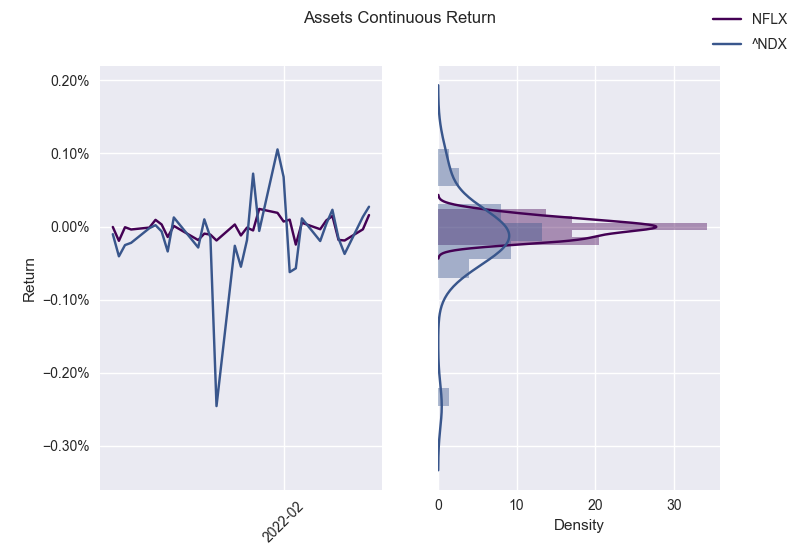 Assets Continuous Return
NFLX
^NDX
0.20%
0.10%
0.00%
−0.10%
−0.20%
−0.30%
Return
2022-02
0 10 20 30
Density